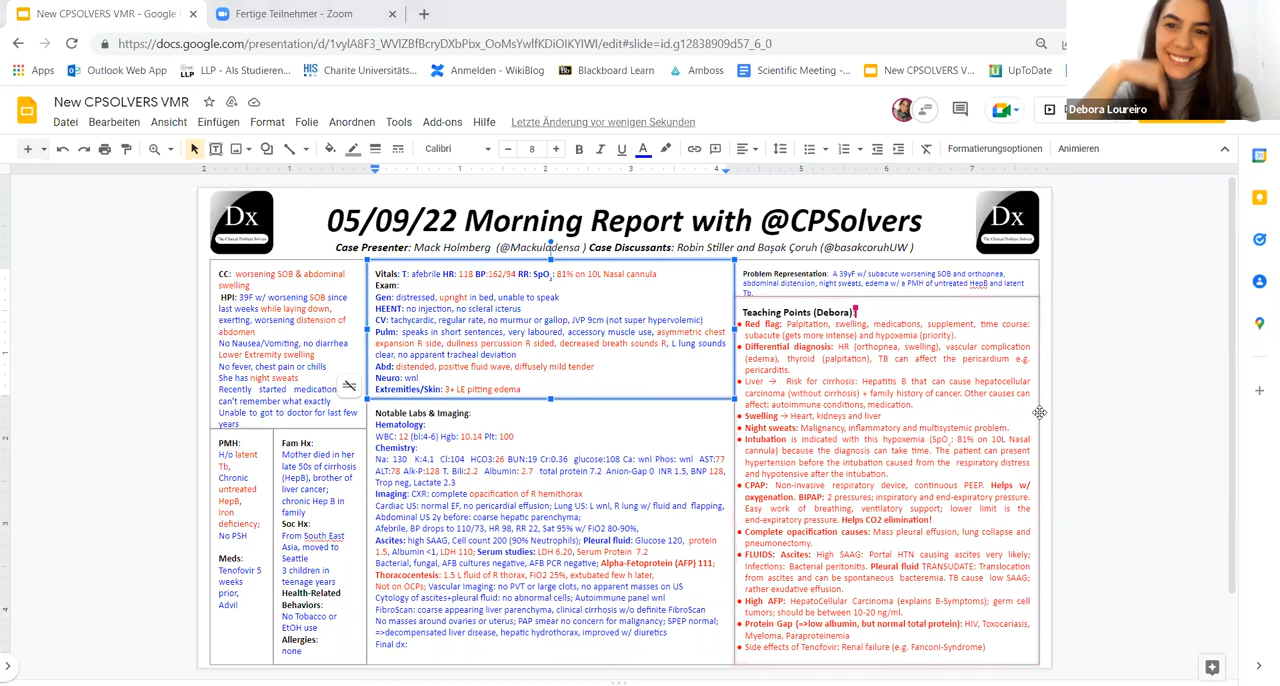 New CPSOLVERS VMR - Google
Fertige Teilnehmer - Zoom
https://docs.google.com/presentation/d/1vylA8F3_WVlZBfBcryDXbPbx_OoMsYwlfKDiOIKYIWI/edit#slide=id.g12838909d57_6_0
Apps
Outlook Web App
LLP - Als Studieren...
Charite Universitäts...
Anmelden - WikiBlog
Blackboard Learn
Amboss
Scientific Meeting -...
New CPSOLVERS V...
UpToDate
Debora Loureiro
New CPSOLVERS VMR
Datei Bearbeiten Ansicht Einfügen Format Folie Anordnen Tools Add-ons Hilfe Letzte Änderung vor wenigen Sekunden
Calibri 8 Formatierungsoptionen Animieren
Dx
The Clinical Problem Solvers
05/09/22 Morning Report with @CPSolvers
Case Presenter: Mack Holmberg (@Mackuladensa ) Case Discussants: Robin Stiller and Başak Çoruh (@basakcoruhUW )
Dx
The Clinical Problem Solvers
CC: worsening SOB & abdominal
swelling
HPI: 39F w/ worsening SOB since
last weeks while laying down,
exerting, worsening distension of
abdomen
No Nausea/Vomiting, no diarrhea
Lower Extremity swelling
No fever, chest pain or chills
She has night sweats
Recently started medication
can't remember what exactly
Unable to got to doctor for last few
years
PMH:
H/o latent
Tb,
Chronic
untreated
HepB,
Iron
deficiency;
No PSH
Meds:
Tenofovir 5
weeks
prior,
Advil
Fam Hx:
Mother died in her
late 50s of cirrhosis
(HepB), brother of
liver cancer;
chronic Hep B in
family
Soc Hx:
From South East
Asia, moved to
Seattle
3 children in
teenage years
Health-Related
Behaviors:
No Tobacco or
EtOH use
Allergies:
none
Vitals: T: afebrile HR: 118 BP:162/94 RR: SpO2: 81% on 10L Nasal cannula
Exam:
Gen: distressed, upright in bed, unable to speak
HEENT: no injection, no scleral icterus
CV: tachycardic, regular rate, no murmur or gallop, JVP 9cm (not super hypervolemic)
Pulm: speaks in short sentences, very laboured, accessory muscle use, asymmetric chest
expansion R side, dullness percussion R sided, decreased breath sounds R, L lung sounds
clear, no apparent tracheal deviation
Abd: distended, positive fluid wave, diffusely mild tender
Neuro: wnl
Extremities/Skin: 3+ LE pitting edema
Notable Labs & Imaging:
Hematology:
WBC: 12 (bl:4-6) Hgb: 10.14 Plt: 100
Chemistry:
Na: 130 K:4.1 Cl:104 HCO3:26 BUN:19 Cr:0.36 glucose:108 Ca: wnl Phos: wnl AST:77
ALT:78 Alk-P:128 T. Bili:2.2 Albumin: 2.7 total protein 7.2 Anion-Gap 0 INR 1.5, BNP 128,
Trop neg, Lactate 2.3
Imaging: CXR: complete opacification of R hemithorax
Cardiac US: normal EF, no pericardial effusion; Lung US: L wnl, R lung w/ fluid and flapping,
Abdominal US 2y before: coarse hepatic parenchyma;
Afebrile, BP drops to 110/73, HR 98, RR 22, Sat 95% w/ FiO2 80-90%,
Ascites: high SAAG, Cell count 200 (90% Neutrophils); Pleural fluid: Glucose 120, protein
1.5, Albumin <1, LDH 110; Serum studies: LDH 6.20, Serum Protein 7.2
Bacterial, fungal, AFB cultures negative, AFB PCR negative; Alpha-Fetoprotein (AFP) 111;
Thoracocentesis: 1.5 L fluid of R thorax, FiO2 25%, extubated few h later,
Not on OCPs; Vascular Imaging: no PVT or large clots, no apparent masses on US
Cytology of ascites+pleural fluid: no abnormal cells; Autoimmune panel wnl
FibroScan: coarse appearing liver parenchyma, clinical cirrhosis w/o definite FibroScan
No masses around ovaries or uterus; PAP smear no concern for malignancy; SPEP normal;
=>decompensated liver disease, hepatic hydrothorax, improved w/ diuretics
Final dx:
Problem Representation: A 39yF w/ subacute worsening SOB and orthopnea,
abdominal distension, night sweats, edema w/ a PMH of untreated HepB and latent
Tb.
Teaching Points (Debora)
Red flag: Palpitation, swelling, medications, supplement, time course:
subacute (gets more intense) and hypoxemia (priority).
Differential diagnosis: HR (orthopnea, swelling), vascular complication
(edema), thyroid (palpitation), TB can affect the pericardium e.g.
pericarditis.
Liver → Risk for cirrhosis: Hepatitis B that can cause hepatocellular
carcinoma (without cirrhosis) + family history of cancer. Other causes can
affect: autoimmune conditions, medication.
Swelling → Heart, kidneys and liver
Night sweats: Malignancy, inflammatory and multisystemic problem.
Intubation is indicated with this hypoxemia (SpO2: 81% on 10L Nasal
cannula) because the diagnosis can take time. The patient can present
hypertension before the intubation caused from the respiratory distress
and hypotensive after the intubation.
CPAP: Non-invasive respiratory device, continuous PEEP. Helps w/
oxygenation. BIPAP: 2 pressures; inspiratory and end-expiratory pressure.
Easy work of breathing, ventilatory support; lower limit is the
end-expiratory pressure. Helps CO2 elimination!
Complete opacification causes: Mass pleural effusion, lung collapse and
pneumonectomy.
FLUIDS: Ascites: High SAAG: Portal HTN causing ascites very likely;
Infections: Bacterial peritonitis. Pleural fluid TRANSUDATE: Translocation
from ascites and can be spontaneous bacteremia. TB cause low SAAG;
rather exudative effusion.
High AFP: HepatoCellular Carcinoma (explains B-Symptoms); germ cell
tumors; should be between 10-20 ng/ml.
Protein Gap (=>low albumin, but normal total protein): HIV, Toxocariasis,
Myeloma, Paraproteinemia
Side effects of Tenofovir: Renal failure (e.g. Fanconi-Syndrome)